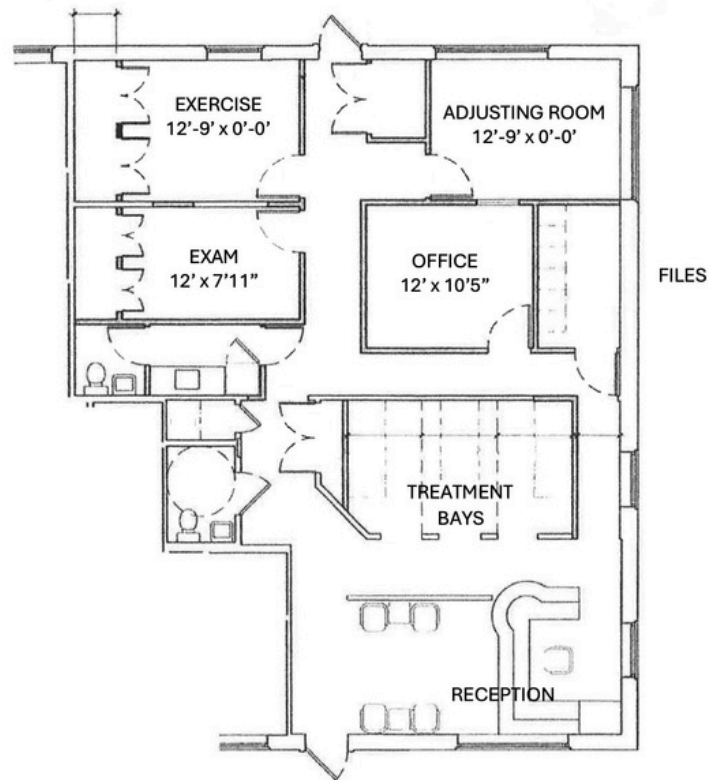 EXERCISE
12'-9' x 0'-0'
ADJUSTING ROOM
12'-9' x 0'-0'
EXAM
12' x 7'11”
OFFICE
12' x 10'5”
FILES
TREATMENT
BAYS
RECEPTION